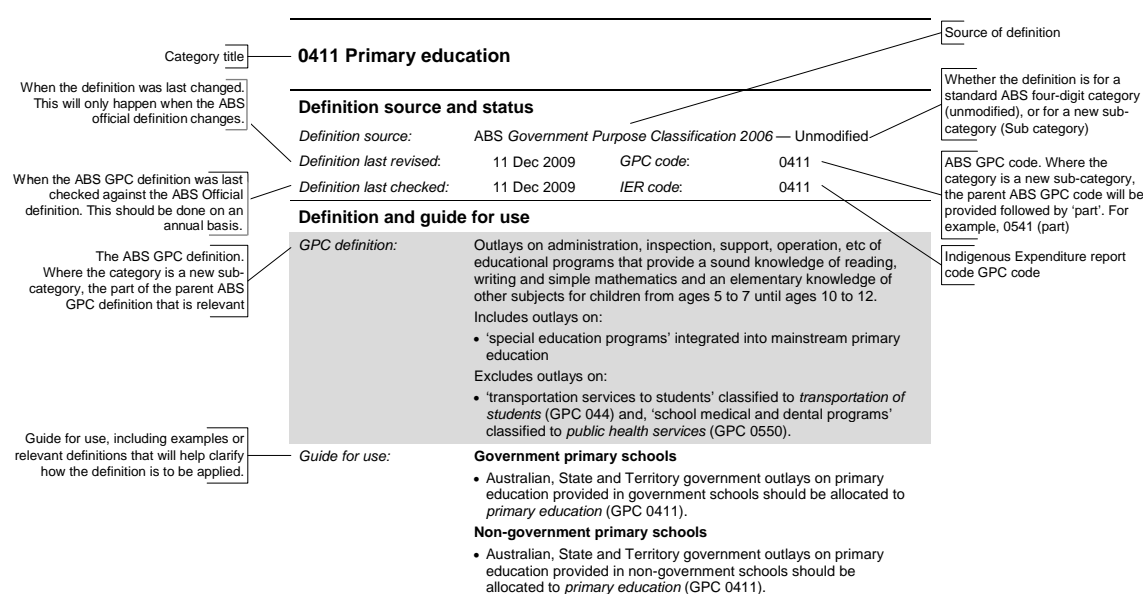 Category title
When the definition was last changed.
This will only happen when the ABS
official definition changes.
When the ABS GPC definition was last
checked against the ABS Official
definition. This should be done on an
annual basis.
The ABS GPC definition.
Where the category is a new sub-
category, the part of the parent ABS
GPC definition that is relevant
Guide for use, including examples or
relevant definitions that will help clarify
how the definition is to be applied.
0411 Primary education
Definition source and status
Definition source: ABS Government Purpose Classification 2006 — Unmodified
Definition last revised: 11 Dec 2009 GPC code: 0411
Definition last checked: 11 Dec 2009 IER code: 0411
Definition and guide for use
GPC definition: Outlays on administration, inspection, support, operation, etc of
educational programs that provide a sound knowledge of reading,
writing and simple mathematics and an elementary knowledge of
other subjects for children from ages 5 to 7 until ages 10 to 12.
Includes outlays on:
• ‘special education programs’ integrated into mainstream primary
education
Excludes outlays on:
• ‘transportation services to students’ classified to transportation of
students (GPC 044) and, ‘school medical and dental programs’
classified to public health services (GPC 0550).
Guide for use: Government primary schools
• Australian, State and Territory government outlays on primary
education provided in government schools should be allocated to
primary education (GPC 0411).
Non-government primary schools
• Australian, State and Territory government outlays on primary
education provided in non-government schools should be
allocated to primary education (GPC 0411).
Source of definition
Whether the definition is for a
standard ABS four-digit category
(unmodified), or for a new sub-
category (Sub category)
ABS GPC code. Where the
category is a new sub-category,
the parent ABS GPC code will be
provided followed by ‘part’. For
example, 0541 (part)
Indigenous Expenditure report
code GPC code